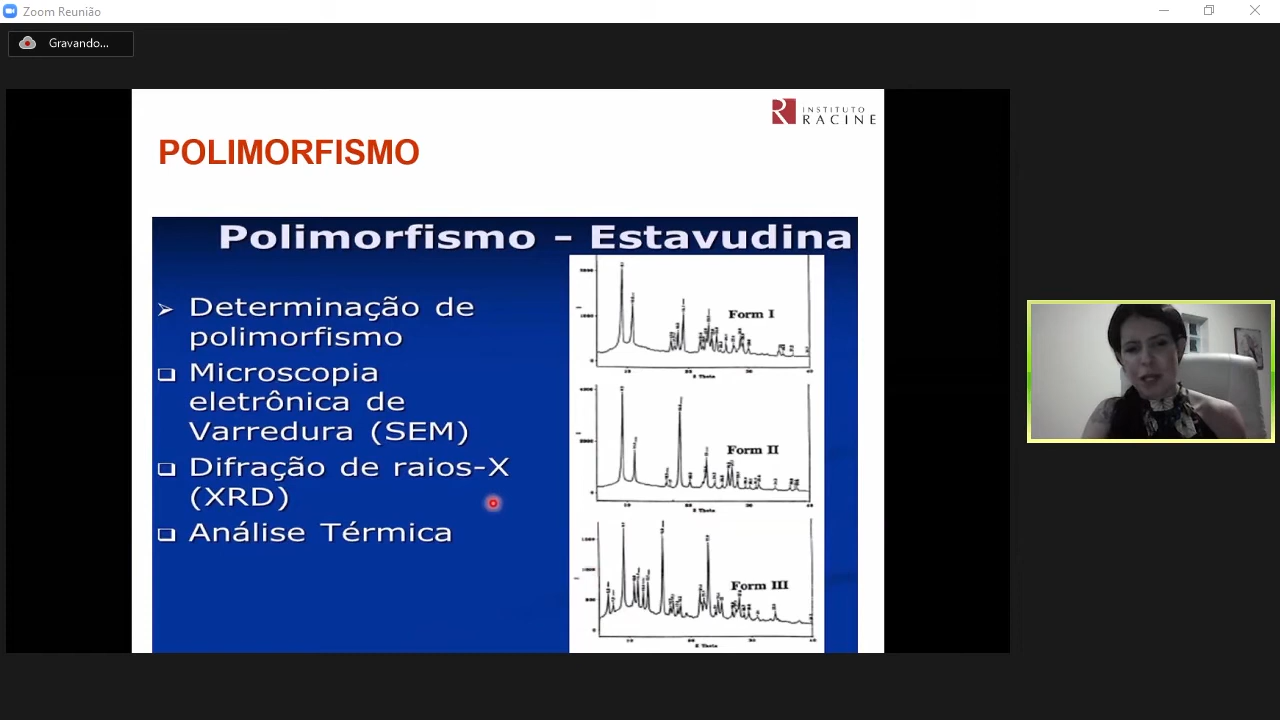 Zoom Reunião
Gravando...
INSTITUTO
RACINE
POLIMORFISMO
Polimorfismo - Estavudina
Determinação de
polimorfismo
Microscopia
eletrônica de
Varredura (SEM)
Difração de raios-X
(XRD)
Análise Térmica
Form I
Form II
Form III